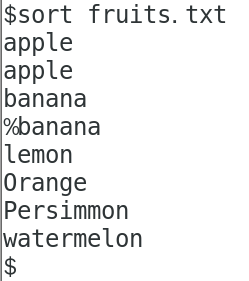 $sort fruits.txt
apple
apple
banana
%banana
lemon
Orange
Persimmon
watermelon
$